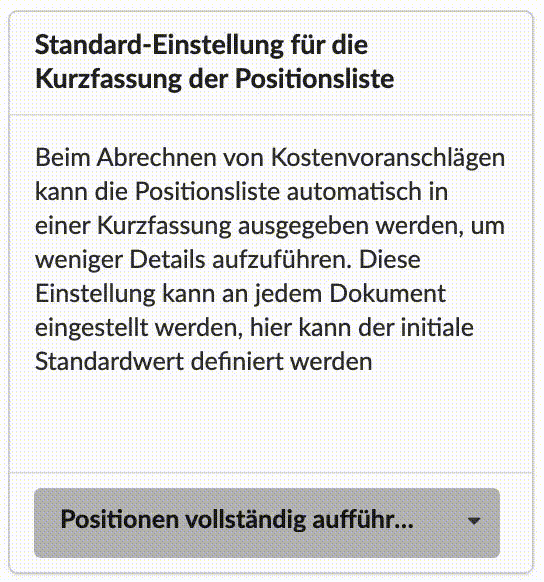 Standard-Einstellung für die
Kurzfassung der Positionsliste
Beim Abrechnen von Kostenvoranschlägen
kann die Positionsliste automatisch in
einer Kurzfassung ausgegeben werden, um
weniger Details aufzuführen. Diese
Einstellung kann an jedem Dokument
eingestellt werden, hier kann der initiale
Standardwert definiert werden
Positionen vollständig aufführ...